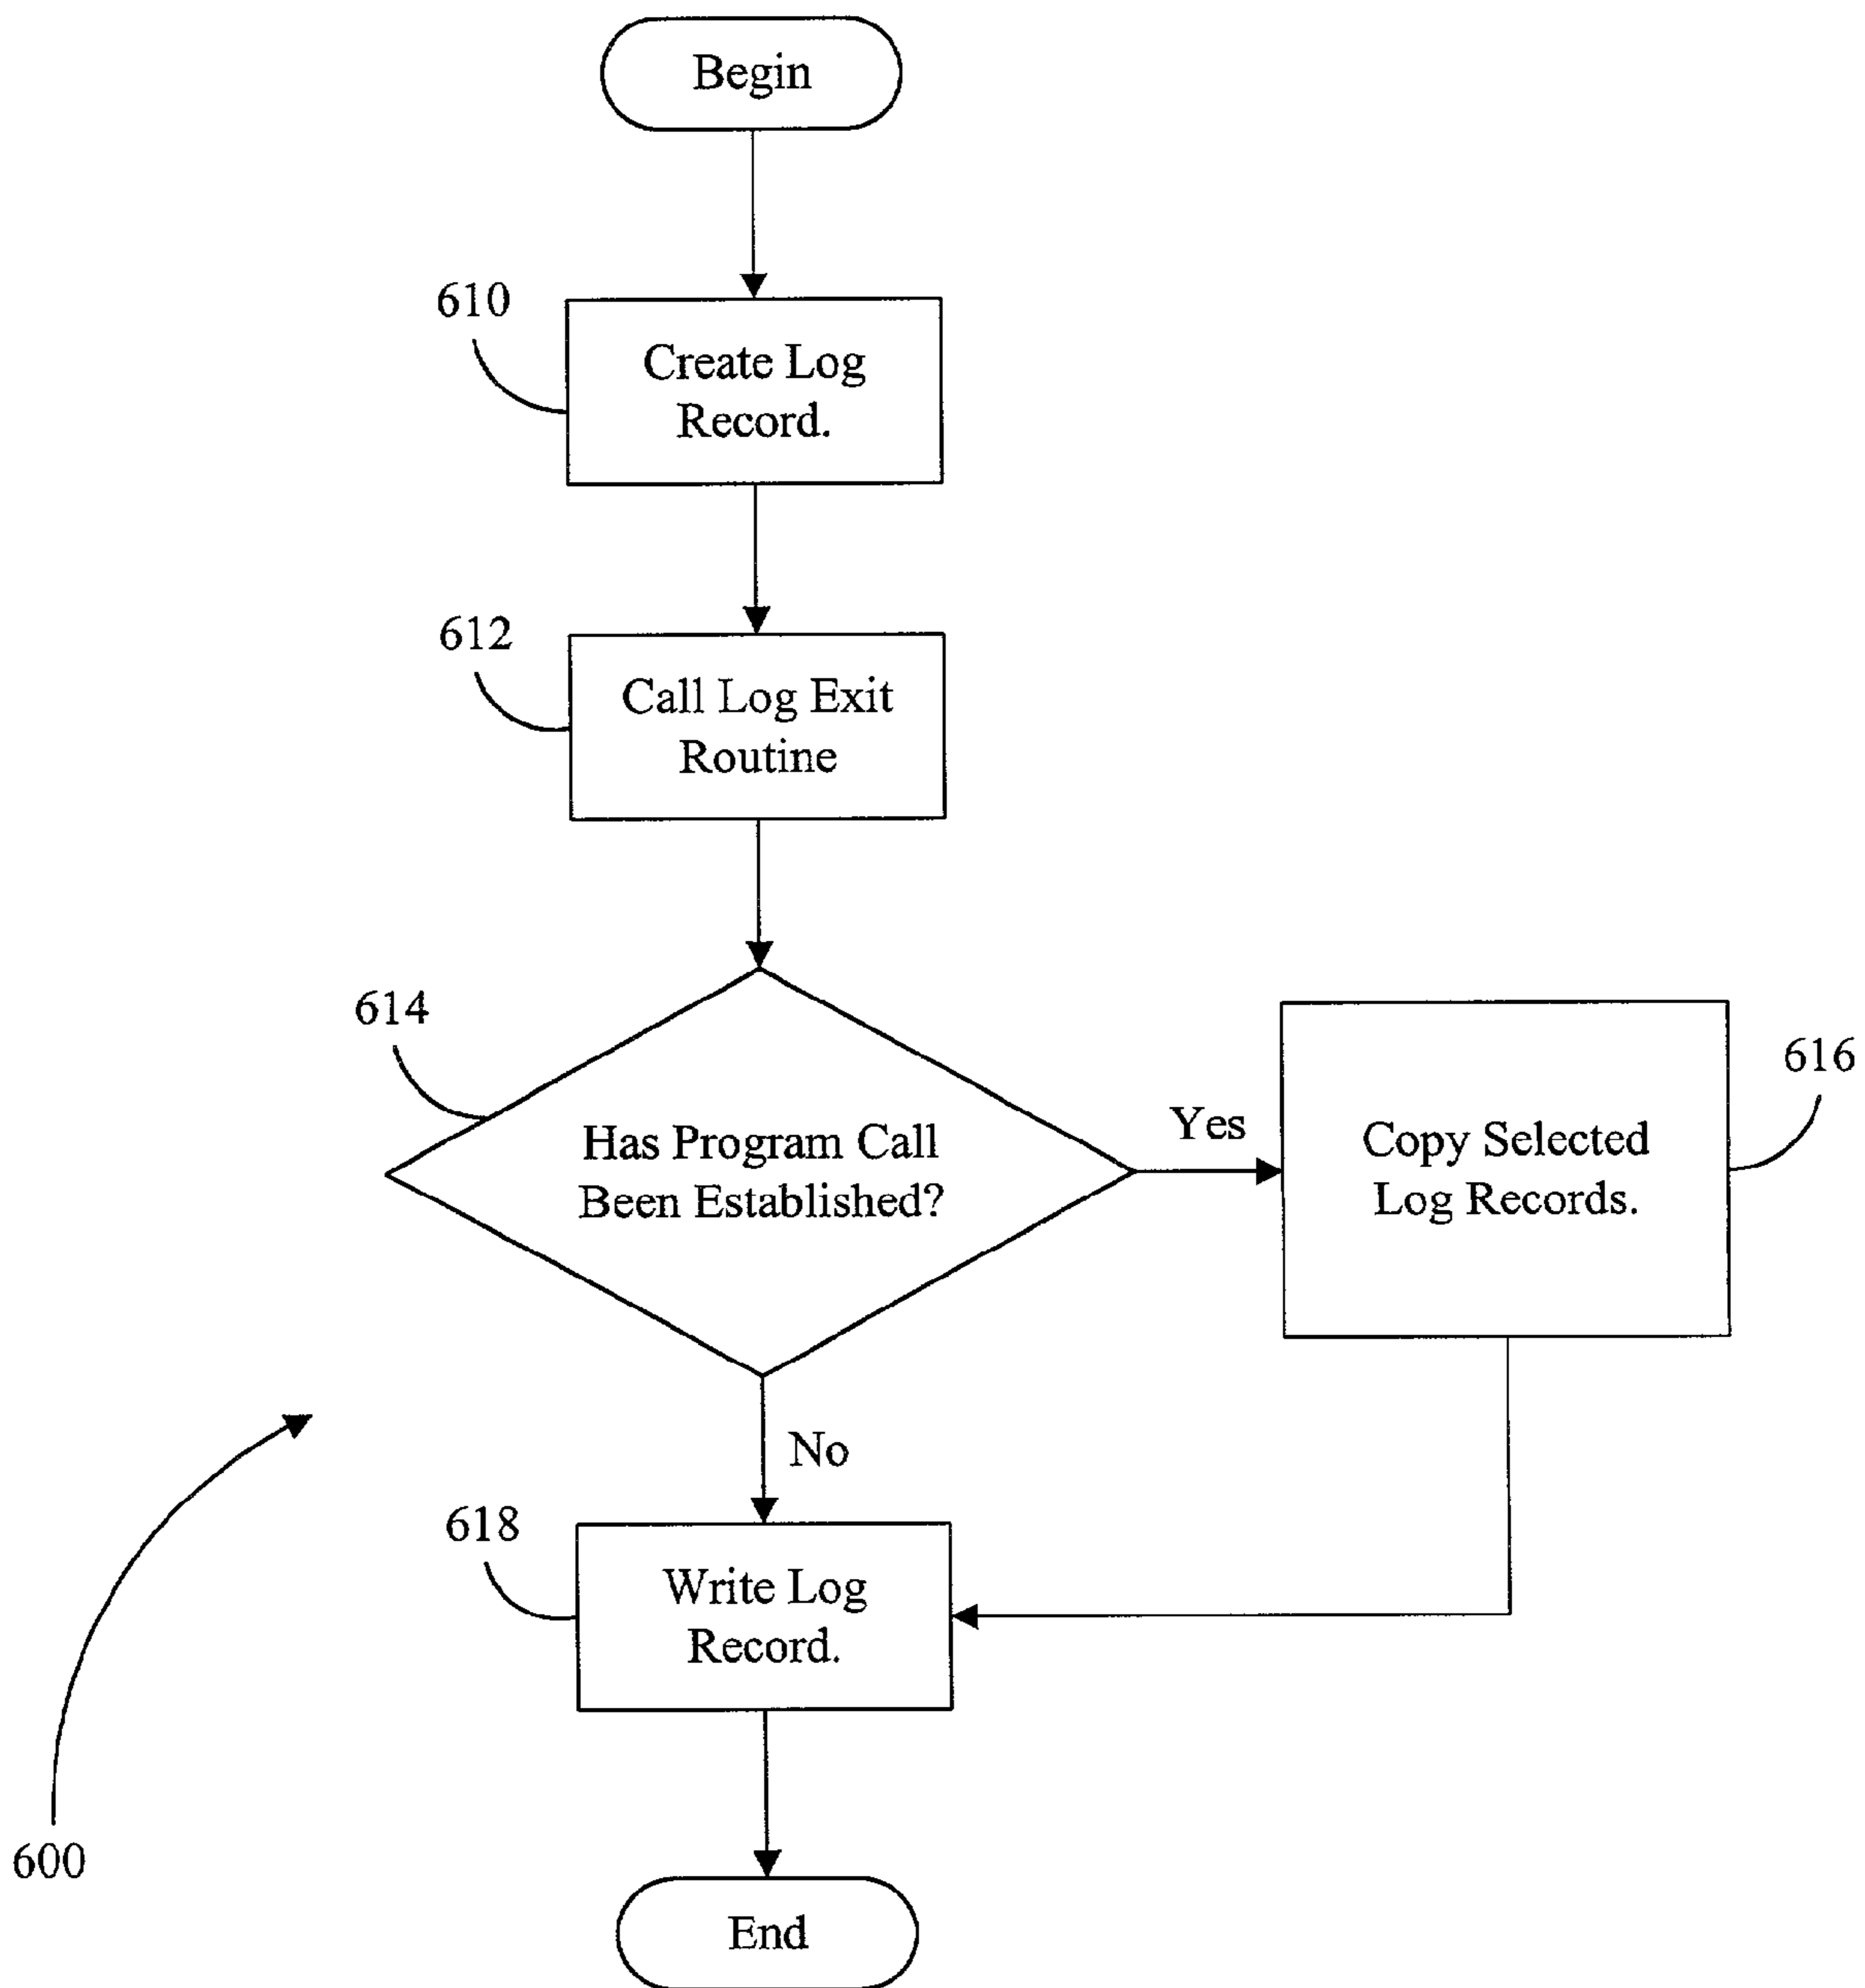 Begin
610
Create Log
Record.
612
Call Log Exit
Routine
614
Has Program Call
Been Established?
Yes
616
Copy Selected
Log Records.
No
618
Write Log
Record.
600
End